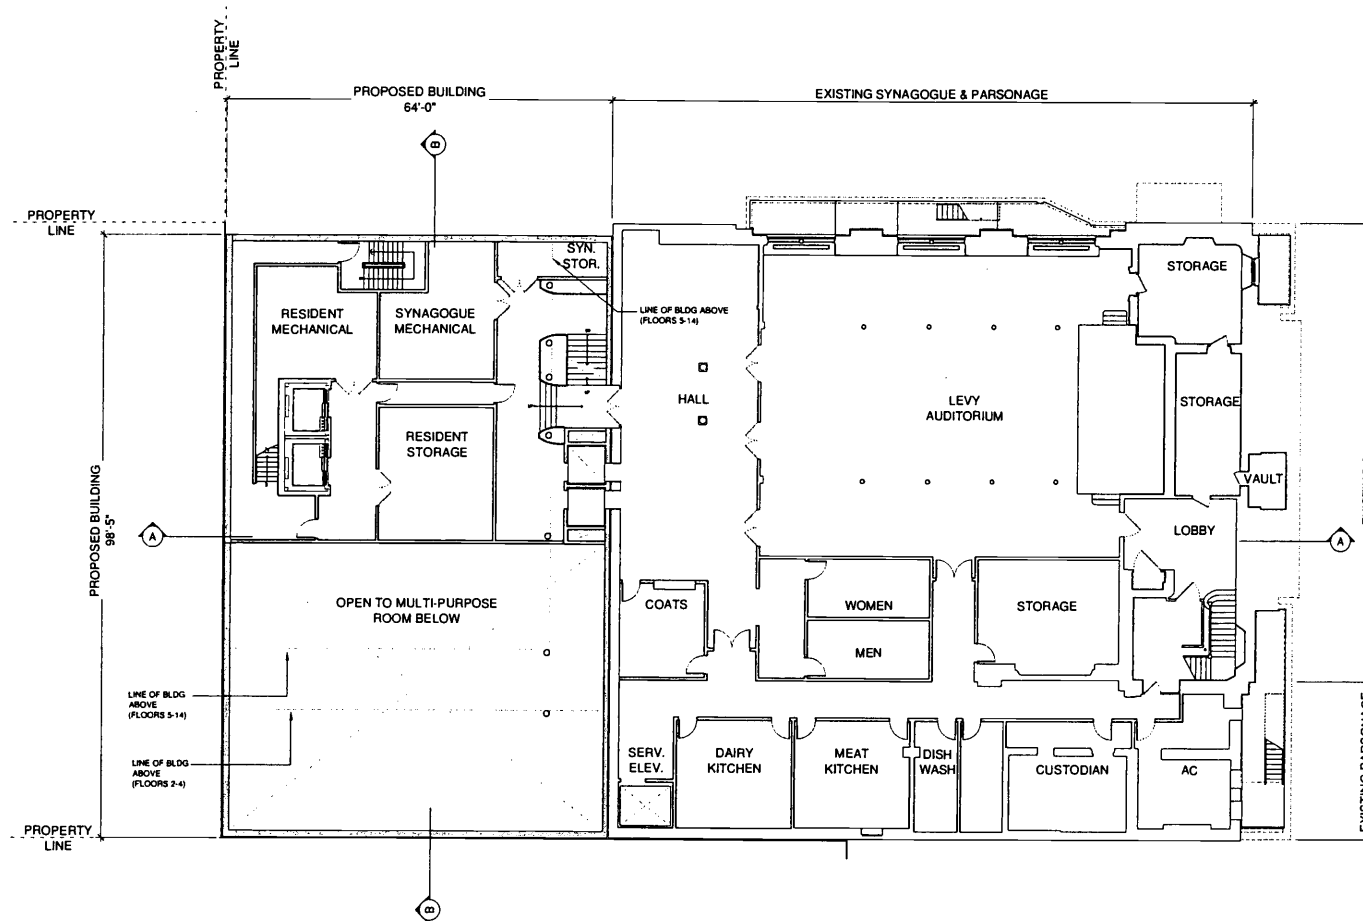 PROPERTY
LINE
PROPOSED BUILDING
64'-0"
EXISTING SYNAGOGUE & PARSONAGE
B
PROPERTY
LINE
SYN.
STOR.
STORAGE
LINE OF BLDG ABOVE
(FLOORS 5-14)
RESIDENT
MECHANICAL
SYNAGOGUE
MECHANICAL
HALL
LEVY
AUDITORIUM
STORAGE
RESIDENT
STORAGE
VAULT
PROPOSED BUILDING
98'-5"
A
LOBBY
A
OPEN TO MULTI-PURPOSE
ROOM BELOW
COATS
WOMEN
STORAGE
MEN
LINE OF BLDG
ABOVE
(FLOORS 5-14)
LINE OF BLDG
ABOVE
(FLOORS 2-4)
SERV.
ELEV.
DAIRY
KITCHEN
MEAT
KITCHEN
DISH
WASH
CUSTODIAN
AC
PROPERTY
LINE
B